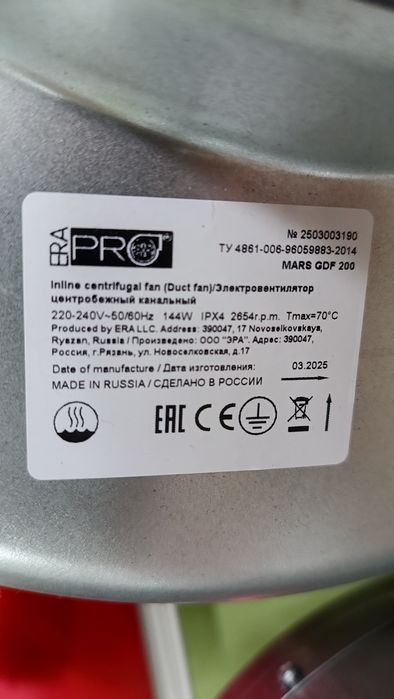 ERA PRO
№ 2503003190
ТУ 4861-006-96059883-2014
MARS GDF 200
Inline centrifugal fan (Duct fan)/Электровентилятор
центробежный канальный
220-240V~50/60Hz 144W IPX4 2654r.p.m. Tmax=70°C
Produced by ERA LLC. Address: 390047, 17 Novoselkovskaya,
Ryazan, Russia / Произведено: ООО "ЭРА". Адрес: 390047,
Россия, г.Рязань, ул. Новоселковская, д.17
Date of manufacture / Дата изготовления: 03.2025
MADE IN RUSSIA / СДЕЛАНО В РОССИИ
EAC CE